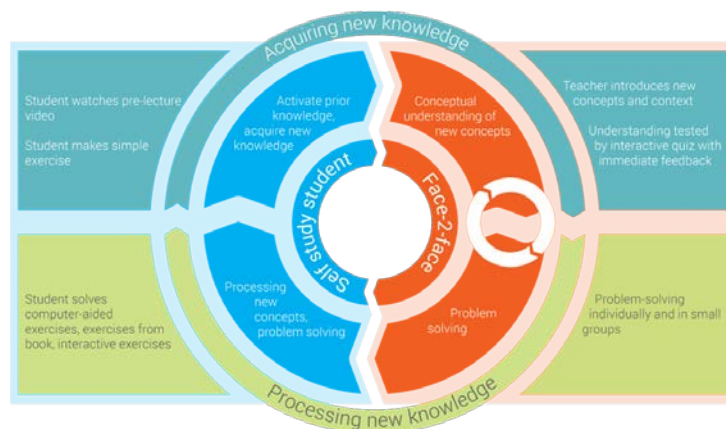 Acquiring new knowledge
Student watches pre-lecture
video
Student makes simple
exercise
Activate prior
knowledge,
acquire new
knowledge
Conceptual
understanding of
new concepts
Teacher introduces new
concepts and context
Understanding tested
by interactive quiz with
immediate feedback
Self study student
Face-2-face
Student solves
computer-aided
exercises, exercises from
book, interactive exercises
Processing
new
concepts,
problem solving
Problem
solving
Problem-solving
individually and in small
groups
Processing new knowledge